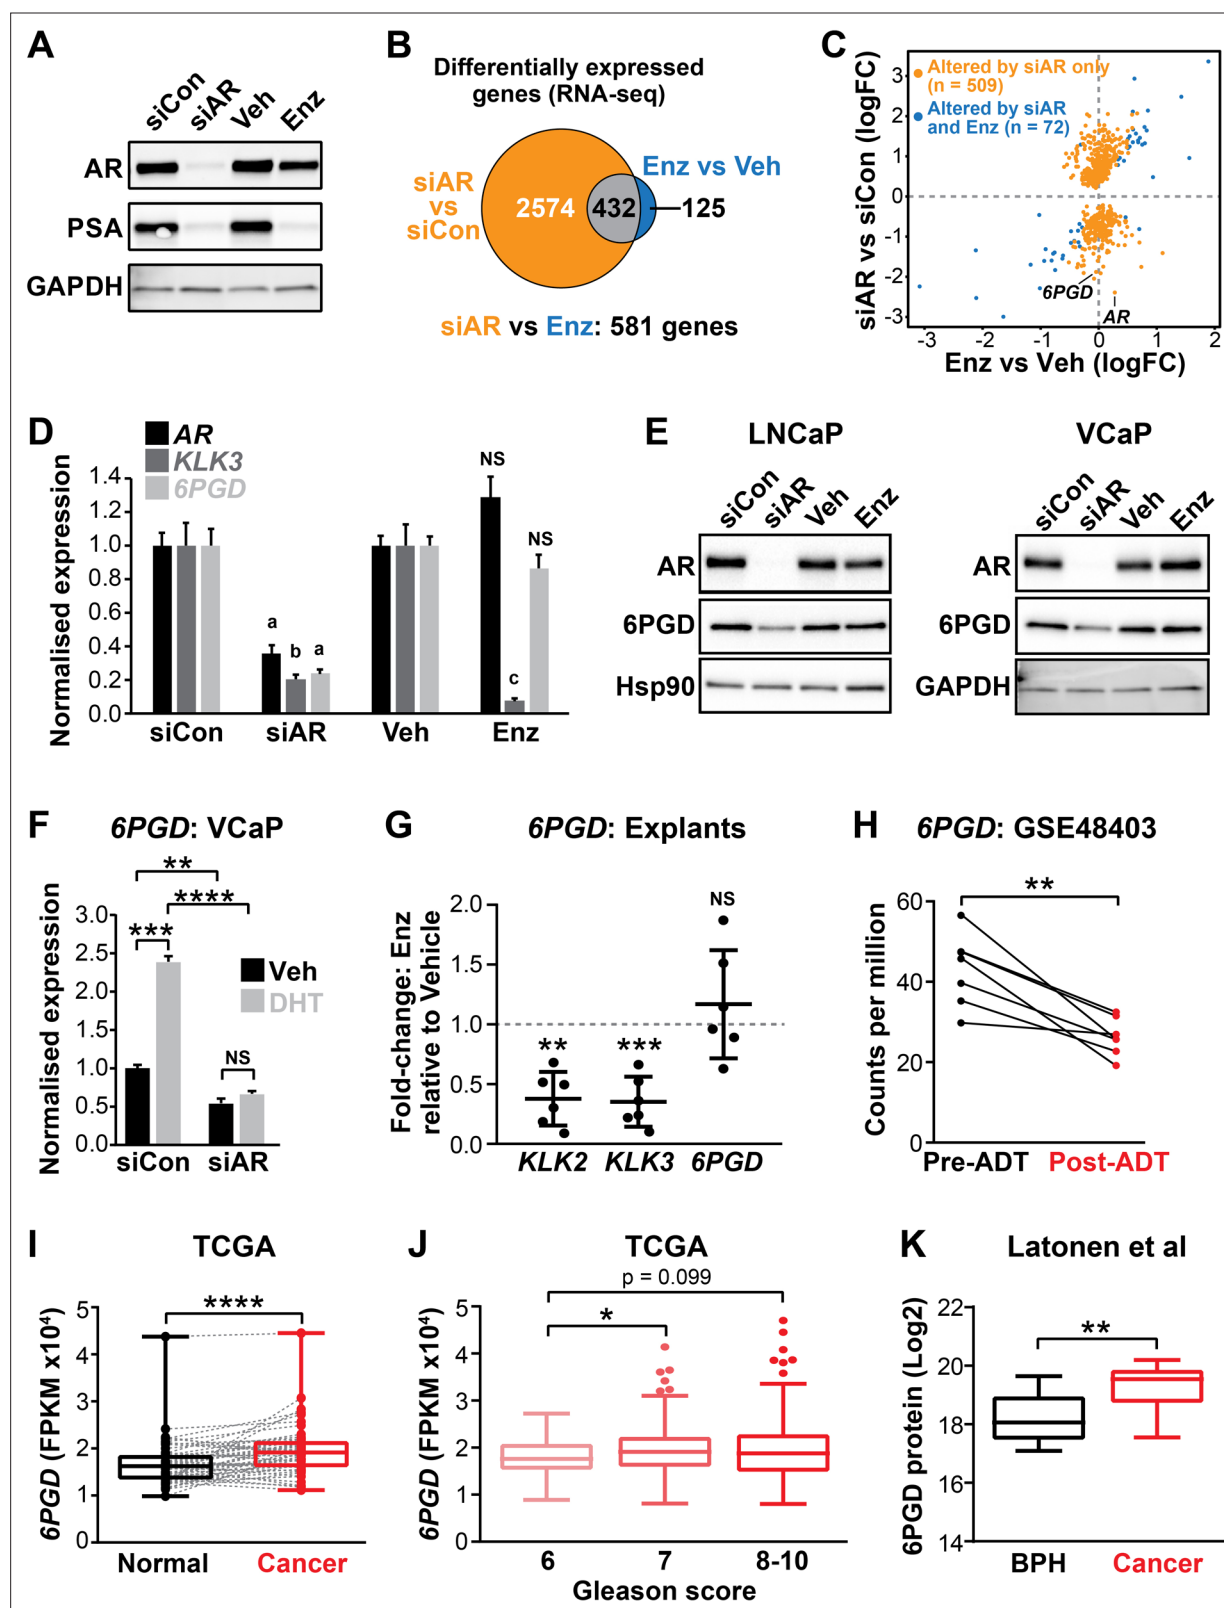 A
siCon
siAR
Veh
Enz
AR
PSA
GAPDH
B
Differentially expressed
genes (RNA-seq)
siAR
vs
siCon
2574
432
Enz vs Veh
125
siAR vs Enz: 581 genes
C
siAR vs siCon (logFC)
3
2
1
0
-1
-2
-3
Altered by siAR only
(n = 509)
Altered by siAR
and Enz (n = 72)
6PGD
AR
-3
-2
-1
0
1
2
Enz vs Veh (logFC)
D
AR
KLK3
6PGD
Normalised expression
1.4
1.0
0.8
0.6
0.4
0.2
0.0
a
b
a
NS
c
NS
siCon
siAR
Veh
Enz
E
LNCaP
siCon
siAR
Veh
Enz
AR
6PGD
Hsp90
VCaP
siCon
siAR
Veh
Enz
AR
6PGD
GAPDH
F
6PGD: VCaP
Normalised expression
3.0
2.5
2.0
1.5
1.0
0.5
0.0
**
****
***
NS
Veh
DHT
siCon
siAR
G
6PGD: Explants
Fold-change: Enz
relative to Vehicle
2.0
1.5
1.0
0.5
0.0
**
***
NS
KLK2
KLK3
6PGD
H
6PGD: GSE48403
Counts per million
60
40
20
0
**
Pre-ADT
Post-ADT
I
TCGA
6PGD (FPKM x10⁴)
5
4
3
2
1
0
****
Normal
Cancer
J
TCGA
p = 0.099
*
6PGD (FPKM x10⁴)
5
4
3
2
1
0
6
7
8-10
Gleason score
K
Latonen et al
6PGD protein (Log2)
22
20
18
16
14
**
BPH
Cancer